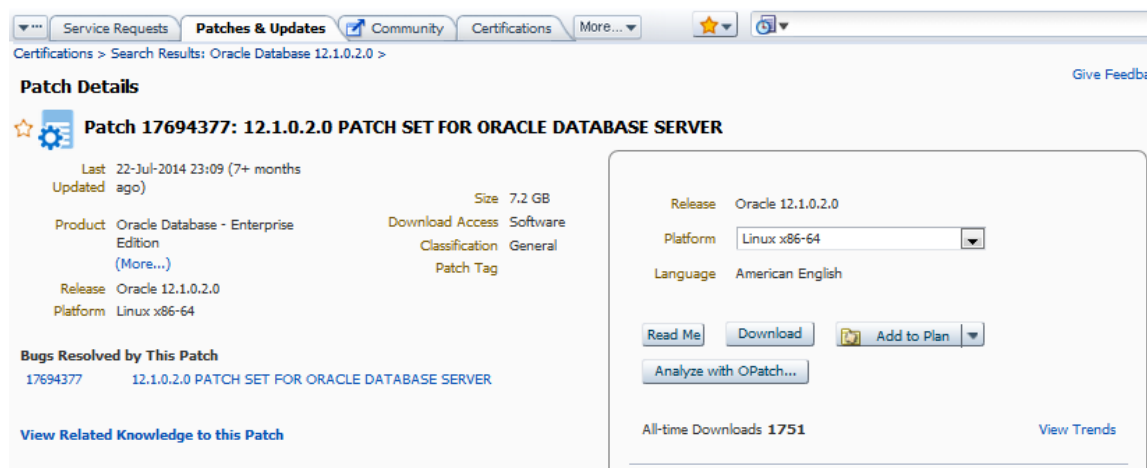 Service Requests Patches & Updates Community Certifications More...
Certifications > Search Results: Oracle Database 12.1.0.2.0 >
Patch Details
Patch 17694377: 12.1.0.2.0 PATCH SET FOR ORACLE DATABASE SERVER
Last Updated 22-Jul-2014 23:09 (7+ months ago)
Product Oracle Database - Enterprise Edition
(More...)
Release Oracle 12.1.0.2.0
Platform Linux x86-64
Size 7.2 GB
Download Access Software
Classification General
Patch Tag
Bugs Resolved by This Patch
17694377 12.1.0.2.0 PATCH SET FOR ORACLE DATABASE SERVER
View Related Knowledge to this Patch
Give Feedba
Release Oracle 12.1.0.2.0
Platform Linux x86-64
Language American English
Read Me Download Add to Plan
Analyze with OPatch...
All-time Downloads 1751 View Trends